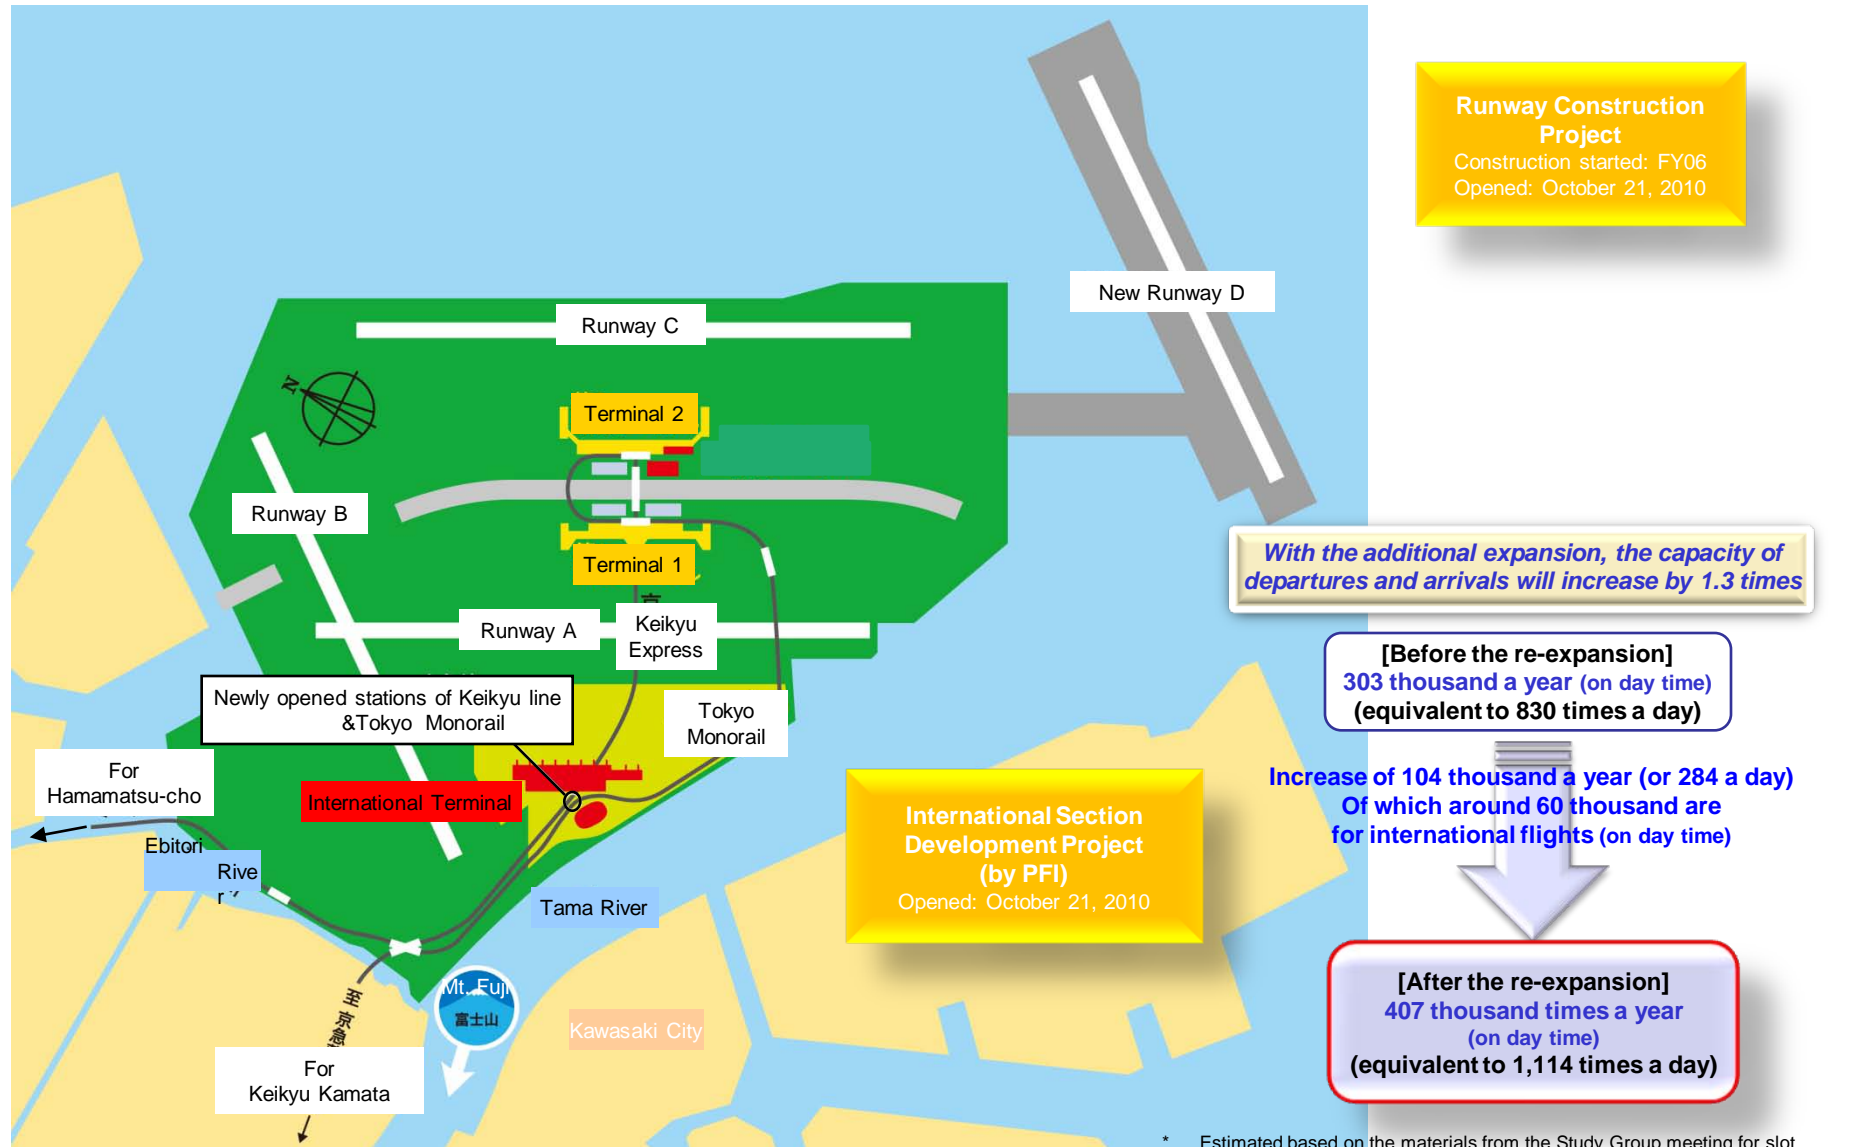 Runway Construction
Project
Construction started: FY06
Opened: October 21, 2010
New Runway D
Runway C
N
Terminal 2
Runway B
Terminal 1
With the additional expansion, the capacity of
departures and arrivals will increase by 1.3 times
Runway A
Keikyu
Express
[Before the re-expansion]
303 thousand a year (on day time)
(equivalent to 830 times a day)
Newly opened stations of Keikyu line
&Tokyo Monorail
Tokyo
Monorail
For
Hamamatsu-cho
International Terminal
Increase of 104 thousand a year (or 284 a day)
Of which around 60 thousand are
for international flights (on day time)
International Section
Development Project
(by PFI)
Opened: October 21, 2010
Ebitori
Rive
r
Tama River
Mt. Fuji
富士山
Kawasaki City
至京急
[After the re-expansion]
407 thousand times a year
(on day time)
(equivalent to 1,114 times a day)
For
Keikyu Kamata
* Estimated based on the materials from the Study Group meeting for slot